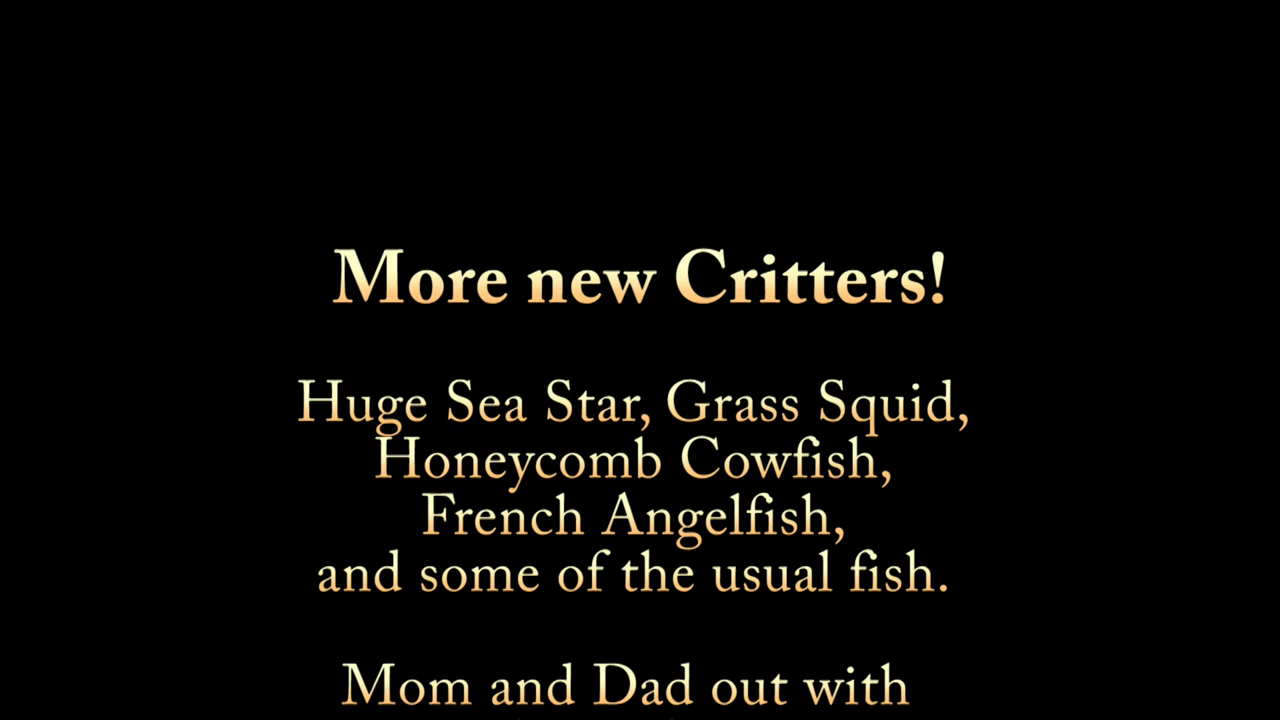 More new Critters!
Huge Sea Star, Grass Squid,
Honeycomb Cowfish,
French Angelfish,
and some of the usual fish.
Mom and Dad out with